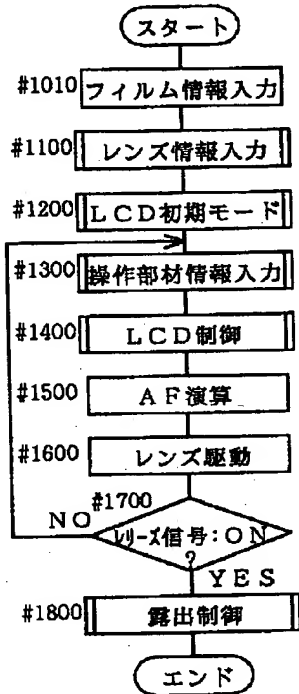 スタート
#1010 フィルム情報入力
#1100 レンズ情報入力
#1200 LCD初期モード
#1300 操作部材情報入力
#1400 LCD制御
#1500 AF演算
#1600 レンズ駆動
#1700
NO
レリーズ信号:ON
?
YES
#1800 露出制御
エンド